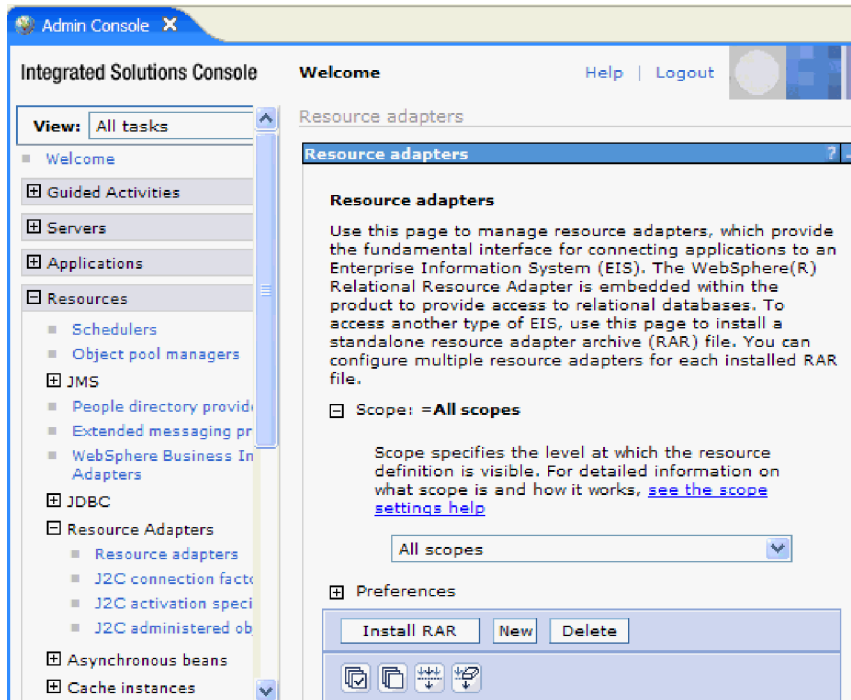 Admin Console
Integrated Solutions Console
Welcome
Help | Logout
View: All tasks
Welcome
Guided Activities
Servers
Applications
Resources
Schedulers
Object pool managers
JMS
People directory provid
Extended messaging pr
WebSphere Business In
Adapters
JDBC
Resource Adapters
Resource adapters
J2C connection facto
J2C activation speci
J2C administered ob
Asynchronous beans
Cache instances
Resource adapters
Resource adapters ?
Resource adapters
Use this page to manage resource adapters, which provide
the fundamental interface for connecting applications to an
Enterprise Information System (EIS). The WebSphere(R)
Relational Resource Adapter is embedded within the
product to provide access to relational databases. To
access another type of EIS, use this page to install a
standalone resource adapter archive (RAR) file. You can
configure multiple resource adapters for each installed RAR
file.
Scope: =All scopes
Scope specifies the level at which the resource
definition is visible. For detailed information on
what scope is and how it works, see the scope
settings help
All scopes
Preferences
Install RAR New Delete